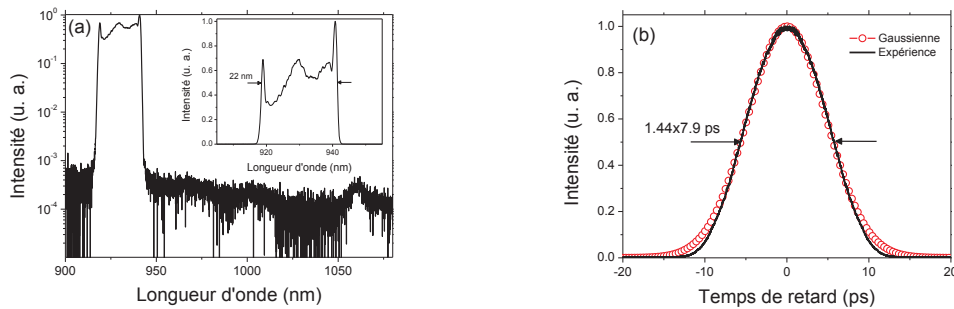 (a)
Intensité (u. a.)
10^0
10^-1
10^-2
10^-3
10^-4
900
950
1000
1050
Longueur d'onde (nm)
Intensité (u. a.)
1.0
0.8
0.6
0.4
0.2
0.0
22 nm
920
940
Longueur d'onde (nm)
(b)
Intensité (u. a.)
1.0
0.8
0.6
0.4
0.2
0.0
Gaussienne
Expérience
1.44x7.9 ps
-20
-10
0
10
20
Temps de retard (ps)